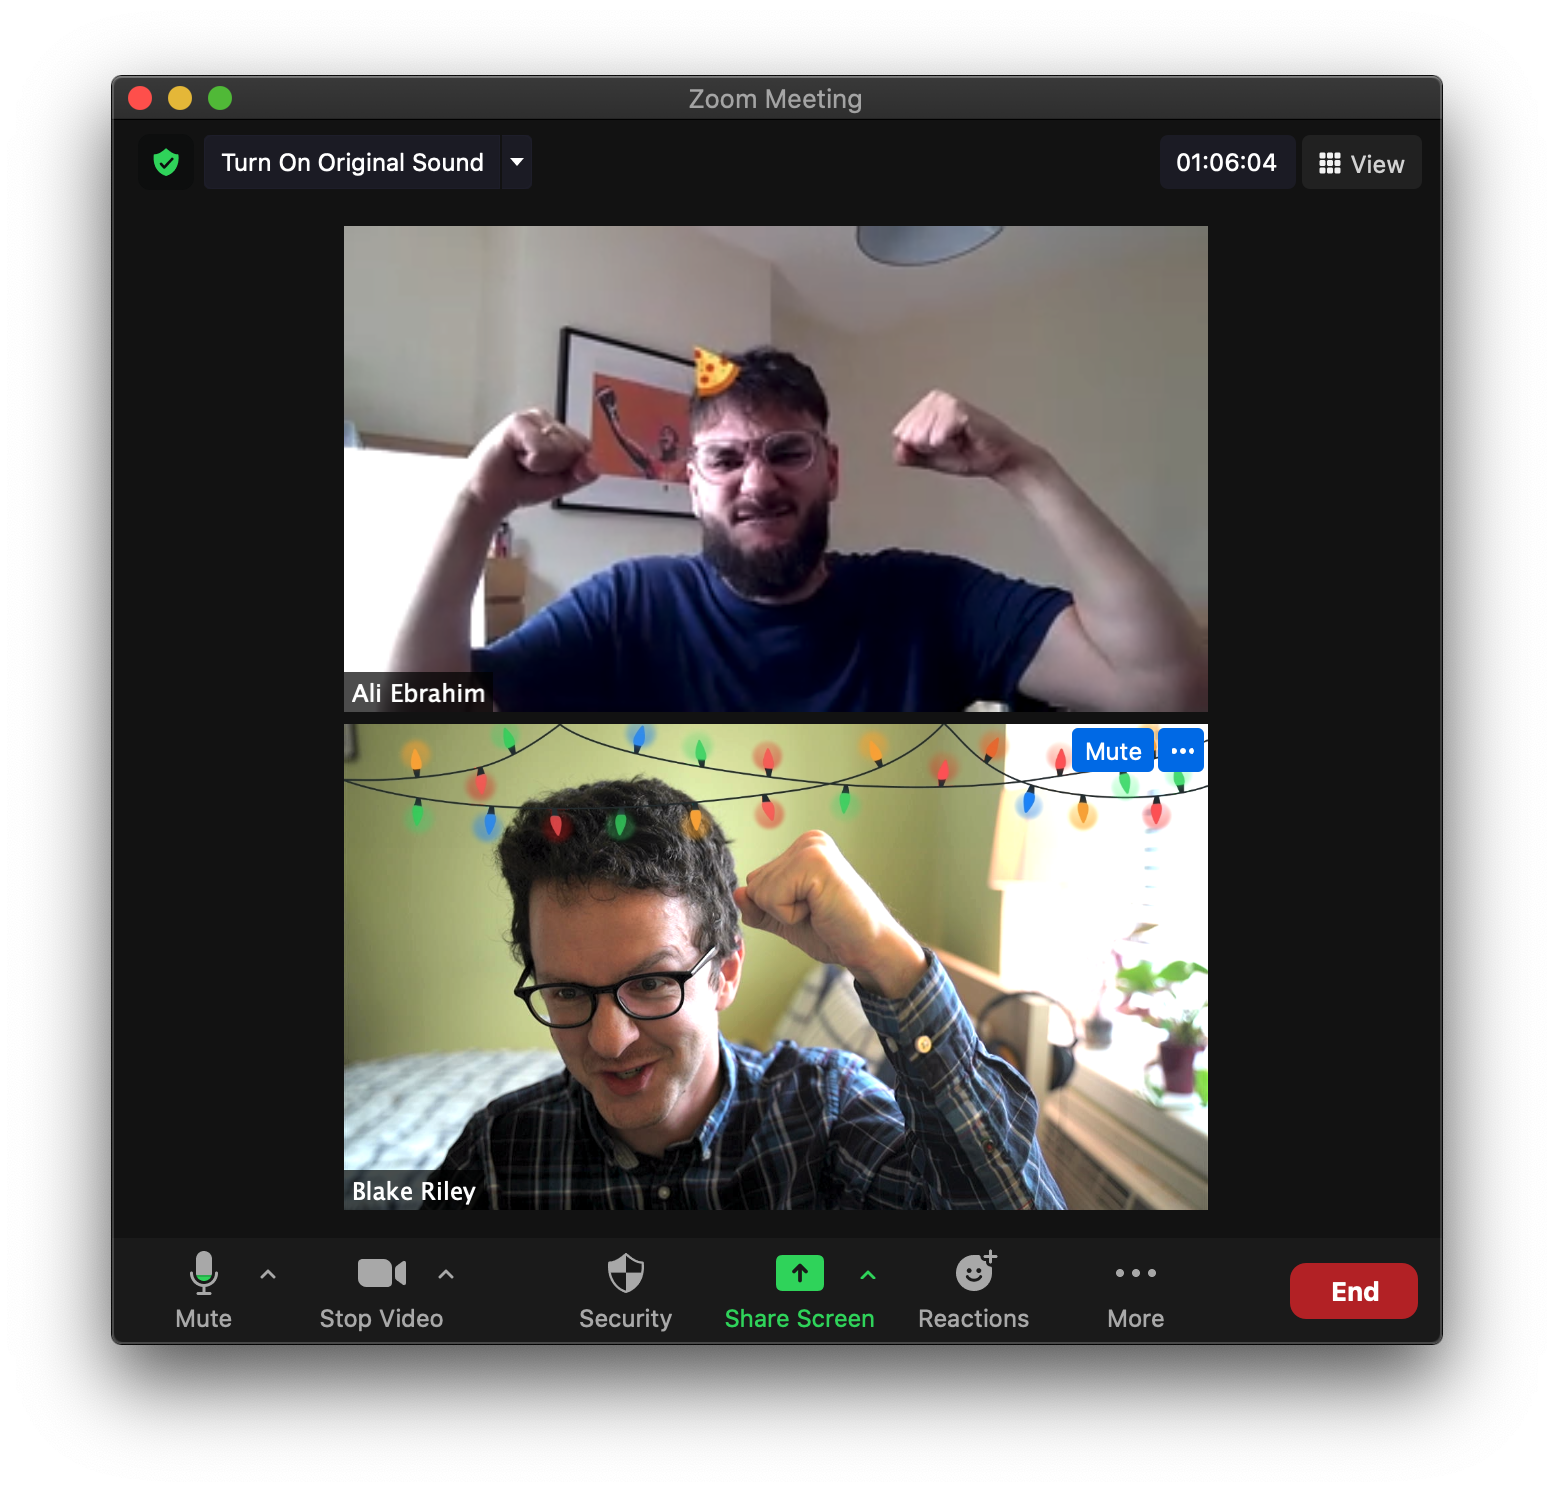 Zoom Meeting
Turn On Original Sound
01:06:04
View
Ali Ebrahim
Mute
Blake Riley
Mute
Stop Video
Security
Share Screen
Reactions
More
End